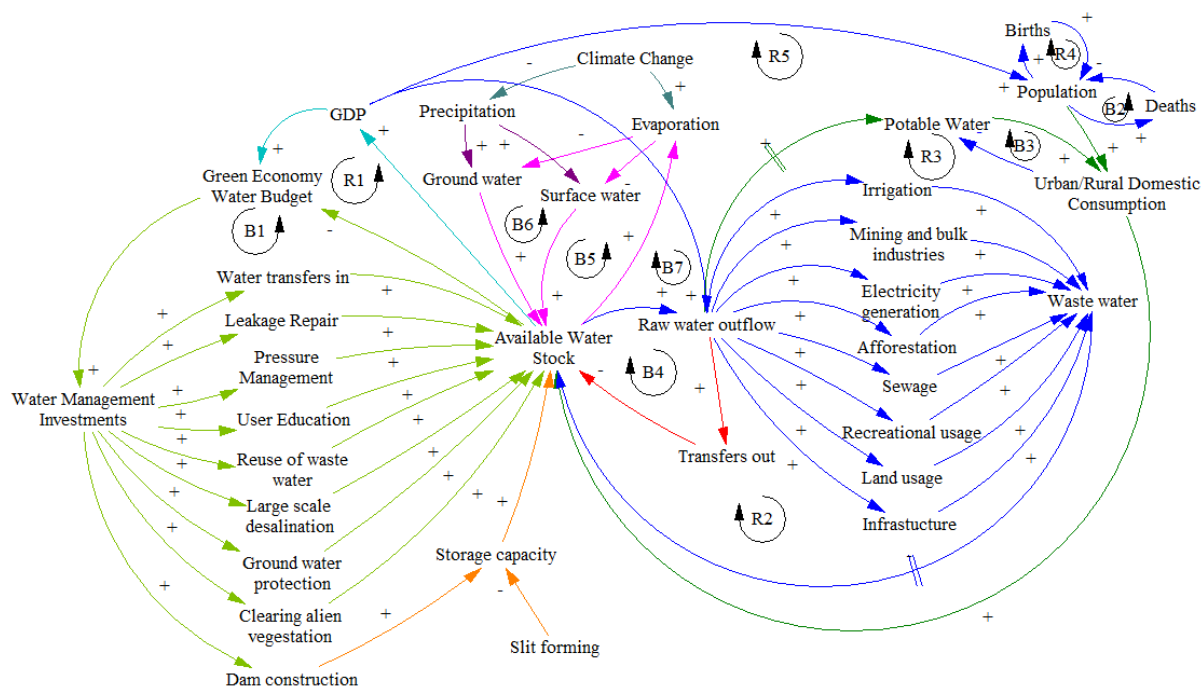 Births
R4
R5
Climate Change
Population
B2
Deaths
GDP
Precipitation
Evaporation
Potable Water
B3
R3
Green Economy
Water Budget
R1
Ground water
Surface water
Urban/Rural Domestic
Consumption
Irrigation
B1
B6
B5
B7
Mining and bulk
industries
Water transfers in
Electricity
generation
Waste water
Leakage Repair
Available Water
Stock
Raw water outflow
Afforestation
Pressure
Management
B4
Sewage
Water Management
Investments
User Education
Recreational usage
Reuse of waste
water
Transfers out
Land usage
Large scale
desalination
R2
Infrastucture
Ground water
protection
Storage capacity
Clearing alien
vegestation
Slit forming
Dam construction